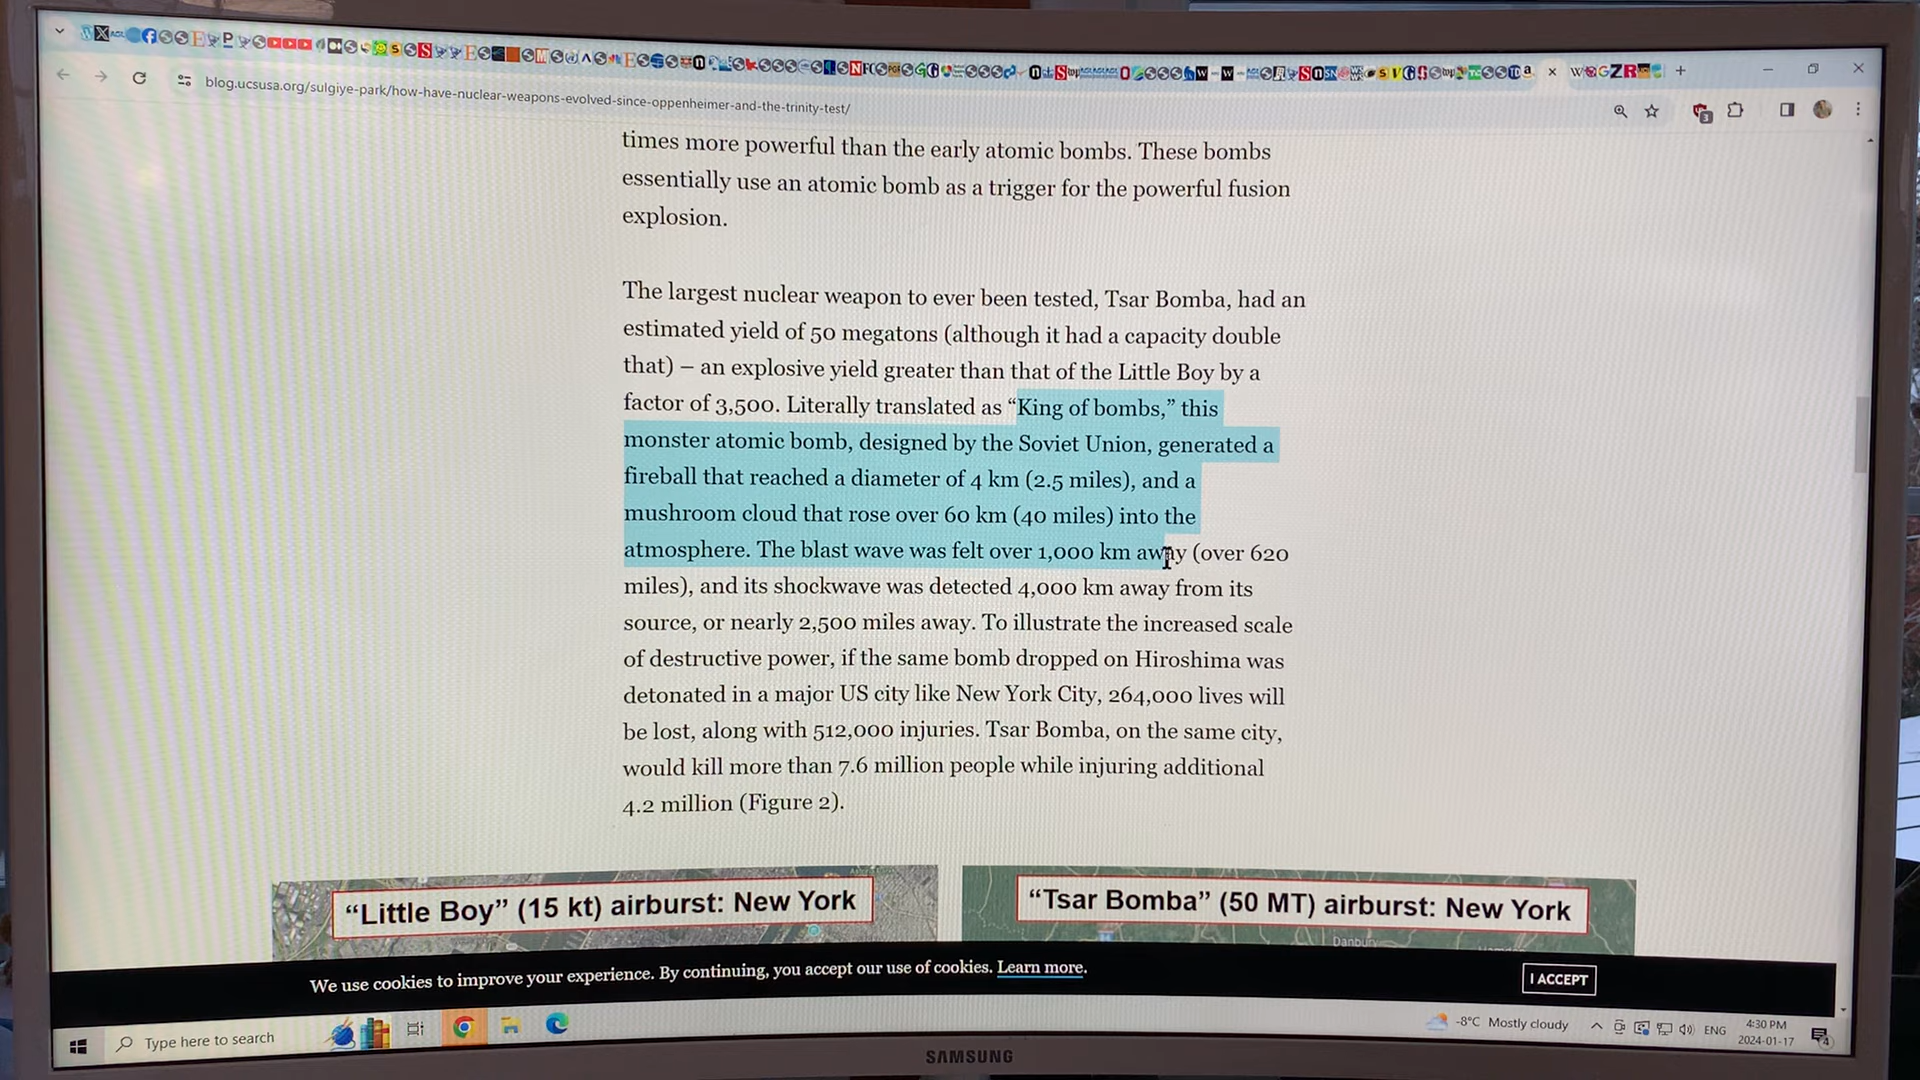 blog.ucsusa.org/sulgiye-park/how-have-nuclear-weapons-evolved-since-oppenheimer-and-the-trinity-test/
times more powerful than the early atomic bombs. These bombs
essentially use an atomic bomb as a trigger for the powerful fusion
explosion.
The largest nuclear weapon to ever been tested, Tsar Bomba, had an
estimated yield of 50 megatons (although it had a capacity double
that) – an explosive yield greater than that of the Little Boy by a
factor of 3,500. Literally translated as “King of bombs,” this
monster atomic bomb, designed by the Soviet Union, generated a
fireball that reached a diameter of 4 km (2.5 miles), and a
mushroom cloud that rose over 60 km (40 miles) into the
atmosphere. The blast wave was felt over 1,000 km away (over 620
miles), and its shockwave was detected 4,000 km away from its
source, or nearly 2,500 miles away. To illustrate the increased scale
of destructive power, if the same bomb dropped on Hiroshima was
detonated in a major US city like New York City, 264,000 lives will
be lost, along with 512,000 injuries. Tsar Bomba, on the same city,
would kill more than 7.6 million people while injuring additional
4.2 million (Figure 2).
“Little Boy” (15 kt) airburst: New York
“Tsar Bomba” (50 MT) airburst: New York
Danbury
We use cookies to improve your experience. By continuing, you accept our use of cookies. Learn more.
I ACCEPT
Type here to search
-8°C Mostly cloudy
ENG
4:30 PM
2024-01-17
4
SAMSUNG